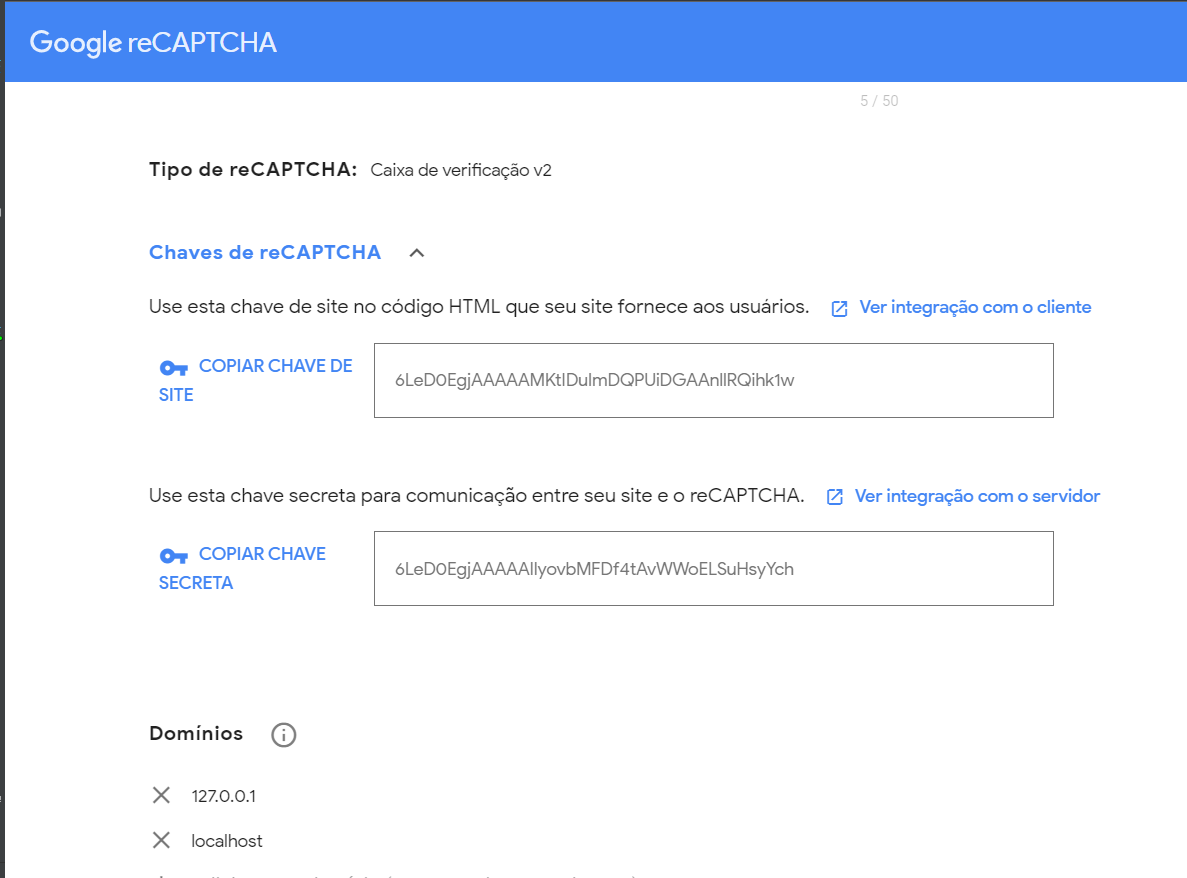 Google reCAPTCHA
5 / 50
Tipo de reCAPTCHA: Caixa de verificação v2
Chaves de reCAPTCHA
Use esta chave de site no código HTML que seu site fornece aos usuários. Ver integração com o cliente
COPIAR CHAVE DE
SITE
6LeD0EgjAAAAAMKtIDulmDQPUiDGAAnllRQihk1w
Use esta chave secreta para comunicação entre seu site e o reCAPTCHA. Ver integração com o servidor
COPIAR CHAVE
SECRETA
6LeD0EgjAAAAAIlyovbMFDf4tAvWWoELSuHsyYch
Domínios
127.0.0.1
localhost